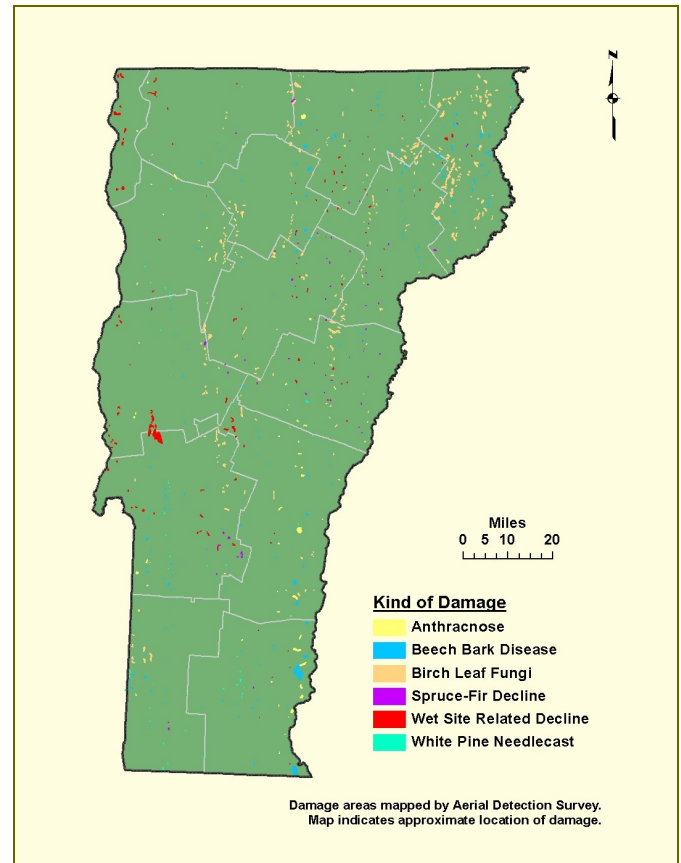 N
Miles
0 5 10 20
Kind of Damage
Anthracnose
Beech Bark Disease
Birch Leaf Fungi
Spruce-Fir Decline
Wet Site Related Decline
White Pine Needlecast
Damage areas mapped by Aerial Detection Survey.
Map indicates approximate location of damage.